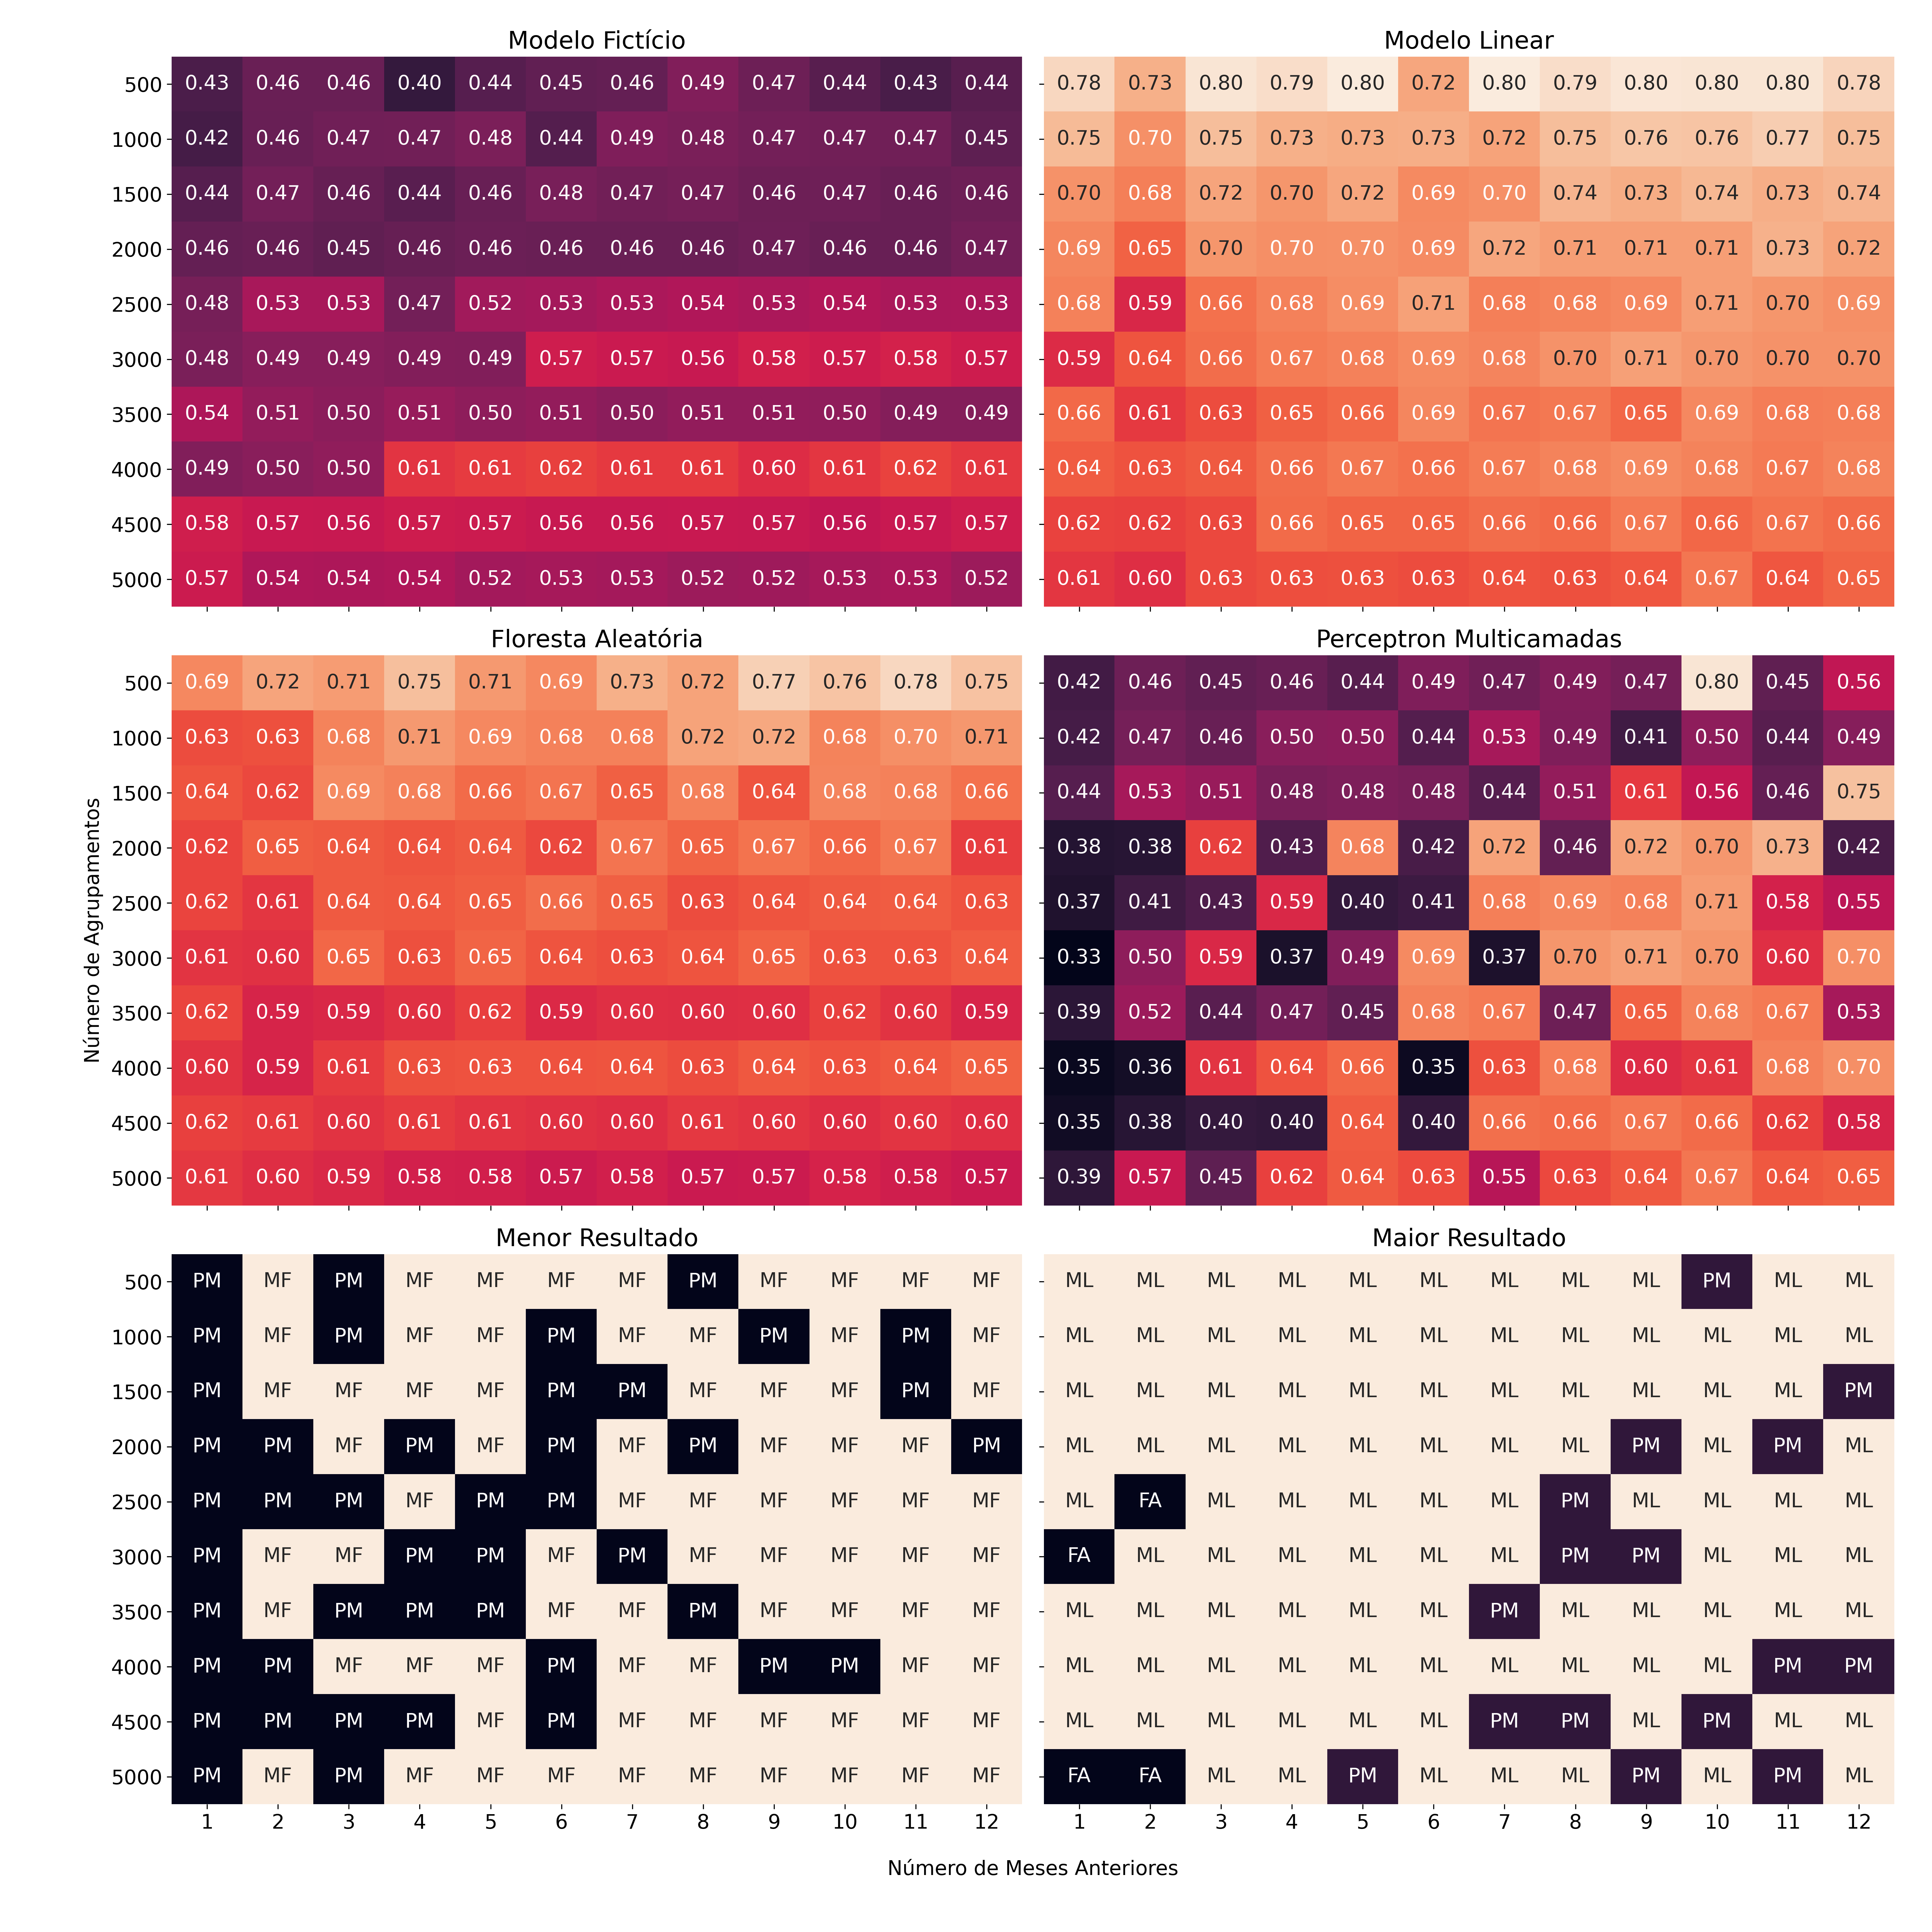 Modelo Fictício
Modelo Linear
500 0.43 0.46 0.46 0.40 0.44 0.45 0.46 0.49 0.47 0.44 0.43 0.44 0.78 0.73 0.80 0.79 0.80 0.72 0.80 0.79 0.80 0.80 0.80 0.78
1000 0.42 0.46 0.47 0.47 0.48 0.44 0.49 0.48 0.47 0.47 0.47 0.45 0.75 0.70 0.75 0.73 0.73 0.73 0.72 0.75 0.76 0.76 0.77 0.75
1500 0.44 0.47 0.46 0.44 0.46 0.48 0.47 0.47 0.46 0.47 0.46 0.46 0.70 0.68 0.72 0.70 0.72 0.69 0.70 0.74 0.73 0.74 0.73 0.74
2000 0.46 0.46 0.45 0.46 0.46 0.46 0.46 0.46 0.47 0.46 0.46 0.47 0.69 0.65 0.70 0.70 0.70 0.69 0.72 0.71 0.71 0.71 0.73 0.72
2500 0.48 0.53 0.53 0.47 0.52 0.53 0.53 0.54 0.53 0.54 0.53 0.53 0.68 0.59 0.66 0.68 0.69 0.71 0.68 0.68 0.69 0.71 0.70 0.69
3000 0.48 0.49 0.49 0.49 0.49 0.57 0.57 0.56 0.58 0.57 0.58 0.57 0.59 0.64 0.66 0.67 0.68 0.69 0.68 0.70 0.71 0.70 0.70 0.70
3500 0.54 0.51 0.50 0.51 0.50 0.51 0.50 0.51 0.51 0.50 0.49 0.49 0.66 0.61 0.63 0.65 0.66 0.69 0.67 0.67 0.65 0.69 0.68 0.68
4000 0.49 0.50 0.50 0.61 0.61 0.62 0.61 0.61 0.60 0.61 0.62 0.61 0.64 0.63 0.64 0.66 0.67 0.66 0.67 0.68 0.69 0.68 0.67 0.68
4500 0.58 0.57 0.56 0.57 0.57 0.56 0.56 0.57 0.57 0.56 0.57 0.57 0.62 0.62 0.63 0.66 0.65 0.65 0.66 0.66 0.67 0.66 0.67 0.66
5000 0.57 0.54 0.54 0.54 0.52 0.53 0.53 0.52 0.52 0.53 0.53 0.52 0.61 0.60 0.63 0.63 0.63 0.63 0.64 0.63 0.64 0.67 0.64 0.65
Floresta Aleatória
Perceptron Multicamadas
500 0.69 0.72 0.71 0.75 0.71 0.69 0.73 0.72 0.77 0.76 0.78 0.75 0.42 0.46 0.45 0.46 0.44 0.49 0.47 0.49 0.47 0.80 0.45 0.56
1000 0.63 0.63 0.68 0.71 0.69 0.68 0.68 0.72 0.72 0.68 0.70 0.71 0.42 0.47 0.46 0.50 0.50 0.44 0.53 0.49 0.41 0.50 0.44 0.49
1500 0.64 0.62 0.69 0.68 0.66 0.67 0.65 0.68 0.64 0.68 0.68 0.66 0.44 0.53 0.51 0.48 0.48 0.48 0.44 0.51 0.61 0.56 0.46 0.75
2000 0.62 0.65 0.64 0.64 0.64 0.62 0.67 0.65 0.67 0.66 0.67 0.61 0.38 0.38 0.62 0.43 0.68 0.42 0.72 0.46 0.72 0.70 0.73 0.42
2500 0.62 0.61 0.64 0.64 0.65 0.66 0.65 0.63 0.64 0.64 0.64 0.63 0.37 0.41 0.43 0.59 0.40 0.41 0.68 0.69 0.68 0.71 0.58 0.55
3000 0.61 0.60 0.65 0.63 0.65 0.64 0.63 0.64 0.65 0.63 0.63 0.64 0.33 0.50 0.59 0.37 0.49 0.69 0.37 0.70 0.71 0.70 0.60 0.70
3500 0.62 0.59 0.59 0.60 0.62 0.59 0.60 0.60 0.60 0.62 0.60 0.59 0.39 0.52 0.44 0.47 0.45 0.68 0.67 0.47 0.65 0.68 0.67 0.53
4000 0.60 0.59 0.61 0.63 0.63 0.64 0.64 0.63 0.64 0.63 0.64 0.65 0.35 0.36 0.61 0.64 0.66 0.35 0.63 0.68 0.60 0.61 0.68 0.70
4500 0.62 0.61 0.60 0.61 0.61 0.60 0.60 0.61 0.60 0.60 0.60 0.60 0.35 0.38 0.40 0.40 0.64 0.40 0.66 0.66 0.67 0.66 0.62 0.58
5000 0.61 0.60 0.59 0.58 0.58 0.57 0.58 0.57 0.57 0.58 0.58 0.57 0.39 0.57 0.45 0.62 0.64 0.63 0.55 0.63 0.64 0.67 0.64 0.65
Número de Agrupamentos
Menor Resultado
Maior Resultado
500 PM MF PM MF MF MF MF PM MF MF MF MF ML ML ML ML ML ML ML ML ML PM ML ML
1000 PM MF PM MF MF PM MF MF PM MF PM MF ML ML ML ML ML ML ML ML ML ML ML ML
1500 PM MF MF MF MF PM PM MF MF MF PM MF ML ML ML ML ML ML ML ML ML ML ML PM
2000 PM PM MF PM MF PM MF PM MF MF MF PM ML ML ML ML ML ML ML ML PM ML PM ML
2500 PM PM PM MF PM PM MF MF MF MF MF MF ML FA ML ML ML ML ML PM ML ML ML ML
3000 PM MF MF PM PM MF PM MF MF MF MF MF FA ML ML ML ML ML ML PM PM ML ML ML
3500 PM MF PM PM PM MF MF PM MF MF MF MF ML ML ML ML ML ML PM ML ML ML ML ML
4000 PM PM MF MF MF PM MF MF PM PM MF MF ML ML ML ML ML ML ML ML ML ML PM PM
4500 PM PM PM PM MF PM MF MF MF MF MF MF ML ML ML ML ML ML PM PM ML PM ML ML
5000 PM MF PM MF MF MF MF MF MF MF MF MF FA FA ML ML PM ML ML ML PM ML PM ML
1 2 3 4 5 6 7 8 9 10 11 12 1 2 3 4 5 6 7 8 9 10 11 12
Número de Meses Anteriores